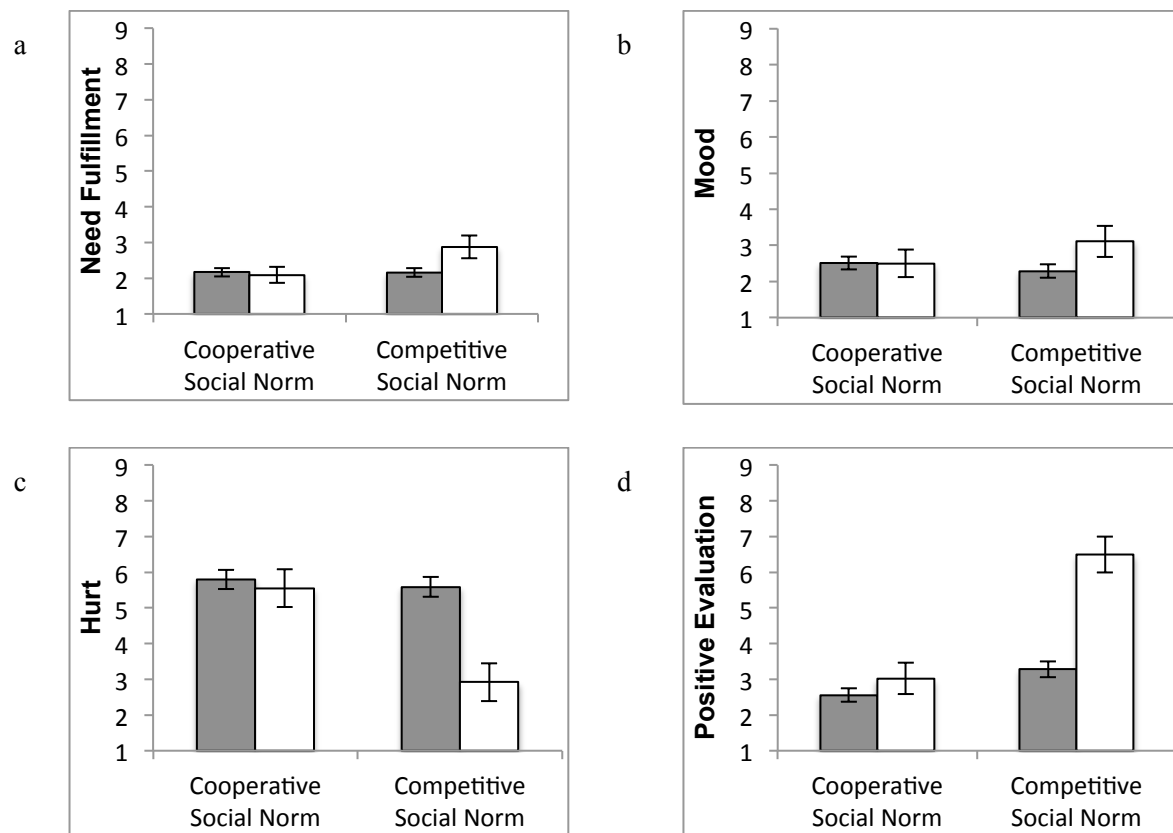 a
Need Fulfillment
9
8
7
6
5
4
3
2
1
Cooperative
Social Norm
Competitive
Social Norm
b
Mood
9
8
7
6
5
4
3
2
1
Cooperative
Social Norm
Competitive
Social Norm
c
Hurt
9
8
7
6
5
4
3
2
1
Cooperative
Social Norm
Competitive
Social Norm
d
Positive Evaluation
9
8
7
6
5
4
3
2
1
Cooperative
Social Norm
Competitive
Social Norm